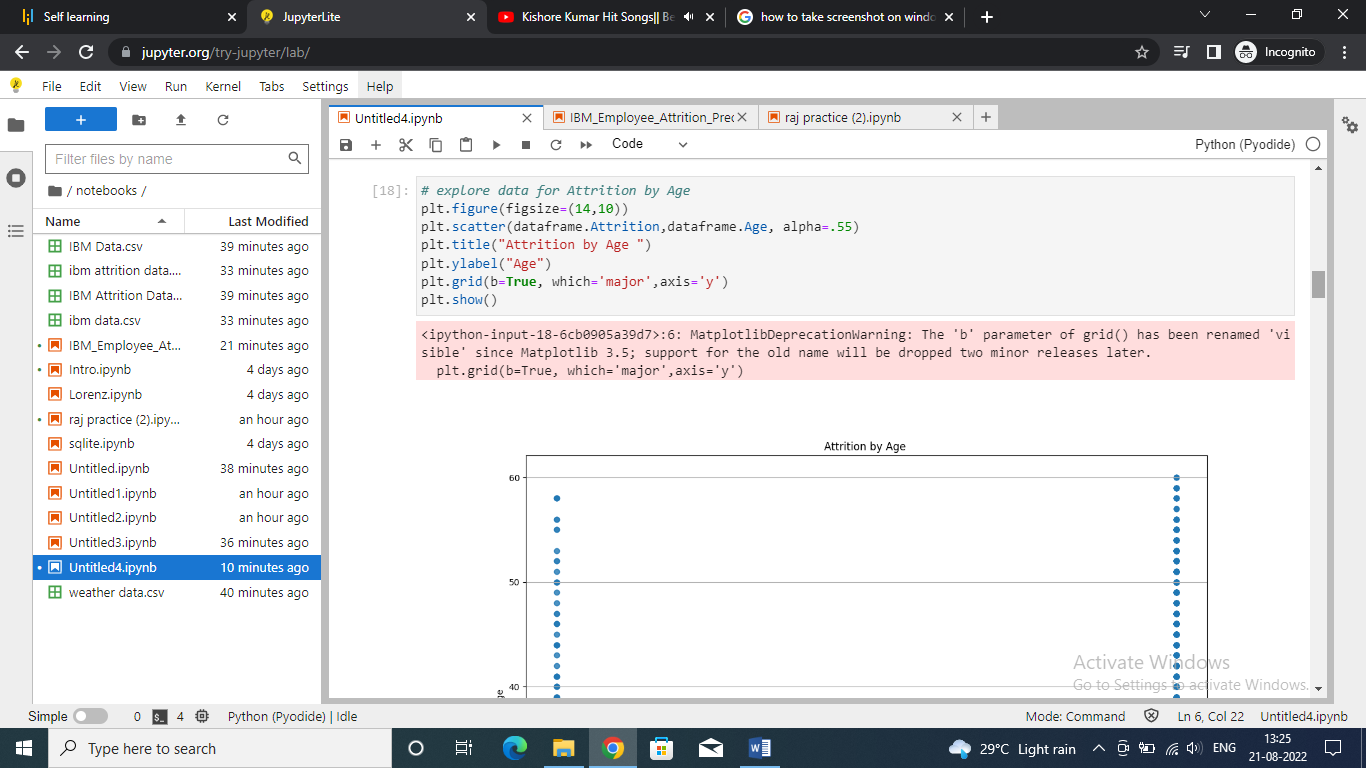 Self learning
JupyterLite
Kishore Kumar Hit Songs|| Be
how to take screenshot on windo
jupyter.org/try-jupyter/lab/
Incognito
File Edit View Run Kernel Tabs Settings Help
Untitled4.ipynb
IBM_Employee_Attrition_Prec
raj practice (2).ipynb
Code
Python (Pyodide)
Filter files by name
/ notebooks /
Name Last Modified
IBM Data.csv 39 minutes ago
ibm attrition data.... 33 minutes ago
IBM Attrition Data... 39 minutes ago
ibm data.csv 33 minutes ago
IBM_Employee_At... 21 minutes ago
Intro.ipynb 4 days ago
Lorenz.ipynb 4 days ago
raj practice (2).ipy... an hour ago
sqlite.ipynb 4 days ago
Untitled.ipynb 38 minutes ago
Untitled1.ipynb an hour ago
Untitled2.ipynb an hour ago
Untitled3.ipynb 36 minutes ago
Untitled4.ipynb 10 minutes ago
weather data.csv 40 minutes ago
[18]: # explore data for Attrition by Age
plt.figure(figsize=(14,10))
plt.scatter(dataframe.Attrition,dataframe.Age, alpha=.55)
plt.title("Attrition by Age ")
plt.ylabel("Age")
plt.grid(b=True, which='major',axis='y')
plt.show()
<ipython-input-18-6cb0905a39d7>:6: MatplotlibDeprecationWarning: The 'b' parameter of grid() has been renamed 'vi
sible' since Matplotlib 3.5; support for the old name will be dropped two minor releases later.
plt.grid(b=True, which='major',axis='y')
Attrition by Age
60
50
40
Activate Windows
Go to Settings to activate Windows.
Simple 0 $_ 4 Python (Pyodide) | Idle
Mode: Command Ln 6, Col 22 Untitled4.ipynb
Type here to search
29°C Light rain
ENG
13:25
21-08-2022